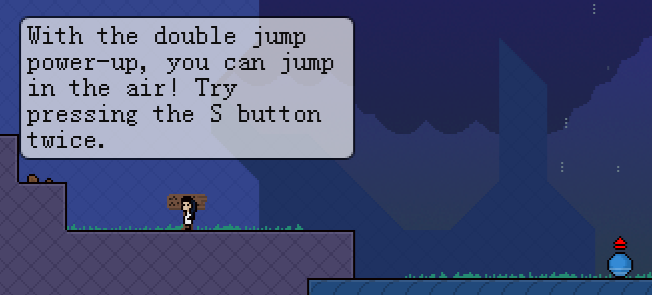 With the double jump
power-up, you can jump
in the air! Try
pressing the S button
twice.